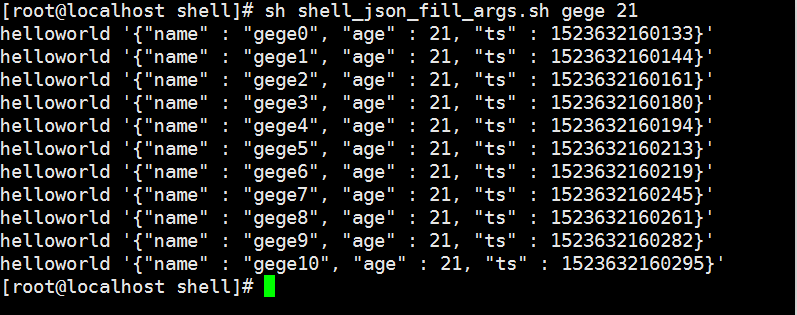 [root@localhost shell]# sh shell_json_fill_args.sh gege 21
helloworld '{"name" : "gege0", "age" : 21, "ts" : 1523632160133}'
helloworld '{"name" : "gege1", "age" : 21, "ts" : 1523632160144}'
helloworld '{"name" : "gege2", "age" : 21, "ts" : 1523632160161}'
helloworld '{"name" : "gege3", "age" : 21, "ts" : 1523632160180}'
helloworld '{"name" : "gege4", "age" : 21, "ts" : 1523632160194}'
helloworld '{"name" : "gege5", "age" : 21, "ts" : 1523632160213}'
helloworld '{"name" : "gege6", "age" : 21, "ts" : 1523632160219}'
helloworld '{"name" : "gege7", "age" : 21, "ts" : 1523632160245}'
helloworld '{"name" : "gege8", "age" : 21, "ts" : 1523632160261}'
helloworld '{"name" : "gege9", "age" : 21, "ts" : 1523632160282}'
helloworld '{"name" : "gege10", "age" : 21, "ts" : 1523632160295}'
[root@localhost shell]#